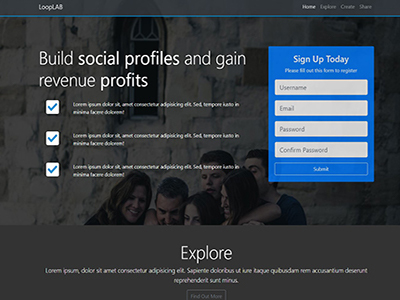 LoopLAB
Home Explore Create Share
Build social profiles and gain
revenue profits
Lorem ipsum dolor sit, amet consectetur adipisicing elit. Sed, tempore iusto in
minima facere dolorem!
Lorem ipsum dolor sit, amet consectetur adipisicing elit. Sed, tempore iusto in
minima facere dolorem!
Lorem ipsum dolor sit, amet consectetur adipisicing elit. Sed, tempore iusto in
minima facere dolorem!
Sign Up Today
Please fill out this form to register
Username
Email
Password
Confirm Password
Submit
Explore
Lorem ipsum dolor sit, amet consectetur adipisicing elit. Sapiente doloribus ut iure itaque quibusdam rem accusantium deserunt
reprehenderit sunt minus.
Find Out More